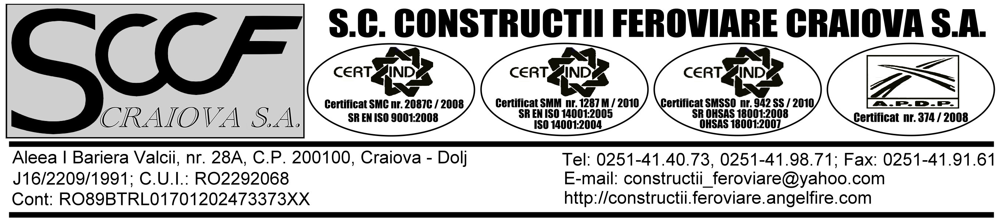 SCCF
CRAIOVA S.A.
S.C. CONSTRUCTII FEROVIARE CRAIOVA S.A.
CERT IND
Certificat SMC nr. 2087C / 2008
SR EN ISO 9001:2008
CERT IND
Certificat SMM nr. 1287 M / 2010
SR EN ISO 14001:2005
ISO 14001:2004
CERT IND
Certificat SMSSO nr. 942 SS / 2010
SR OHSAS 18001:2008
OHSAS 18001:2007
A.P.D.P.
Certificat nr. 374 / 2008
Aleea I Bariera Valcii, nr. 28A, C.P. 200100, Craiova - Dolj
J16/2209/1991; C.U.I.: RO2292068
Cont: RO89BTRL01701202473373XX
Tel: 0251-41.40.73, 0251-41.98.71; Fax: 0251-41.91.61
E-mail: constructii_feroviare@yahoo.com
http://constructii.feroviare.angelfire.com